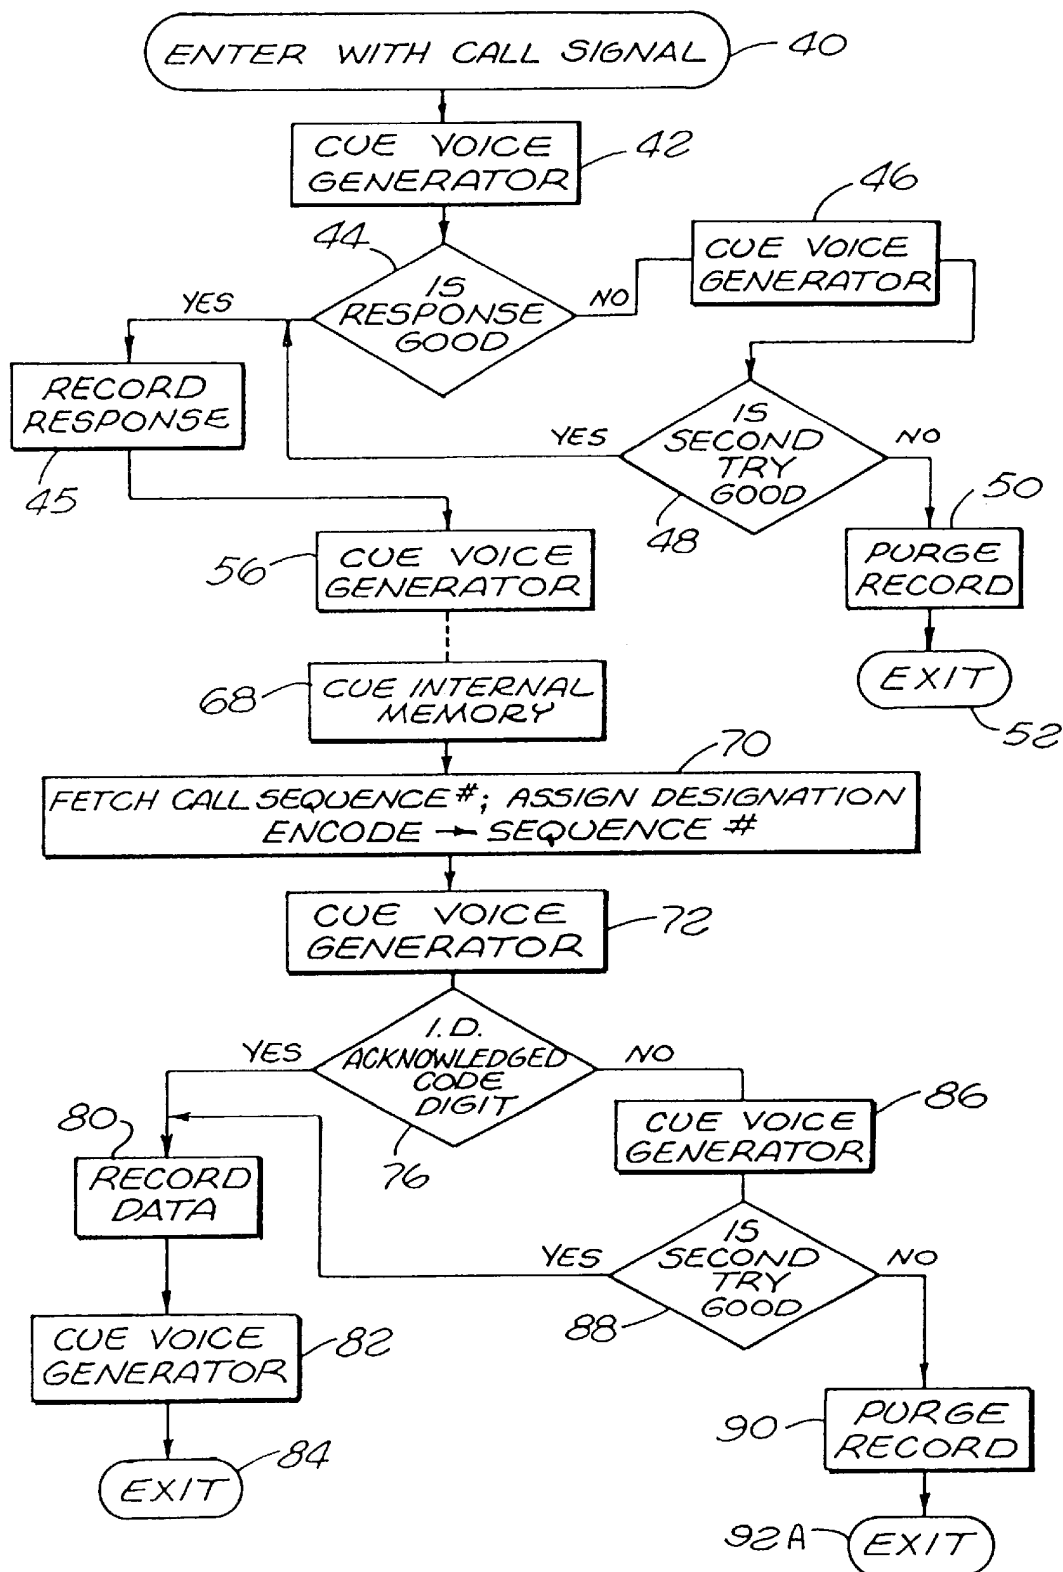 ENTER WITH CALL SIGNAL
40
CUE VOICE
GENERATOR
42
44
IS
RESPONSE
GOOD
YES
NO
46
CUE VOICE
GENERATOR
RECORD
RESPONSE
45
IS
SECOND
TRY
GOOD
YES
NO
48
50
PURGE
RECORD
EXIT
52
56
CUE VOICE
GENERATOR
68
CUE INTERNAL
MEMORY
70
FETCH CALL SEQUENCE #; ASSIGN DESIGNATION
ENCODE → SEQUENCE #
CUE VOICE
GENERATOR
72
I.D.
ACKNOWLEDGED
CODE
DIGIT
YES
NO
76
80
RECORD
DATA
86
CUE VOICE
GENERATOR
IS
SECOND
TRY
GOOD
YES
NO
88
CUE VOICE
GENERATOR
82
EXIT
84
90
PURGE
RECORD
92A
EXIT